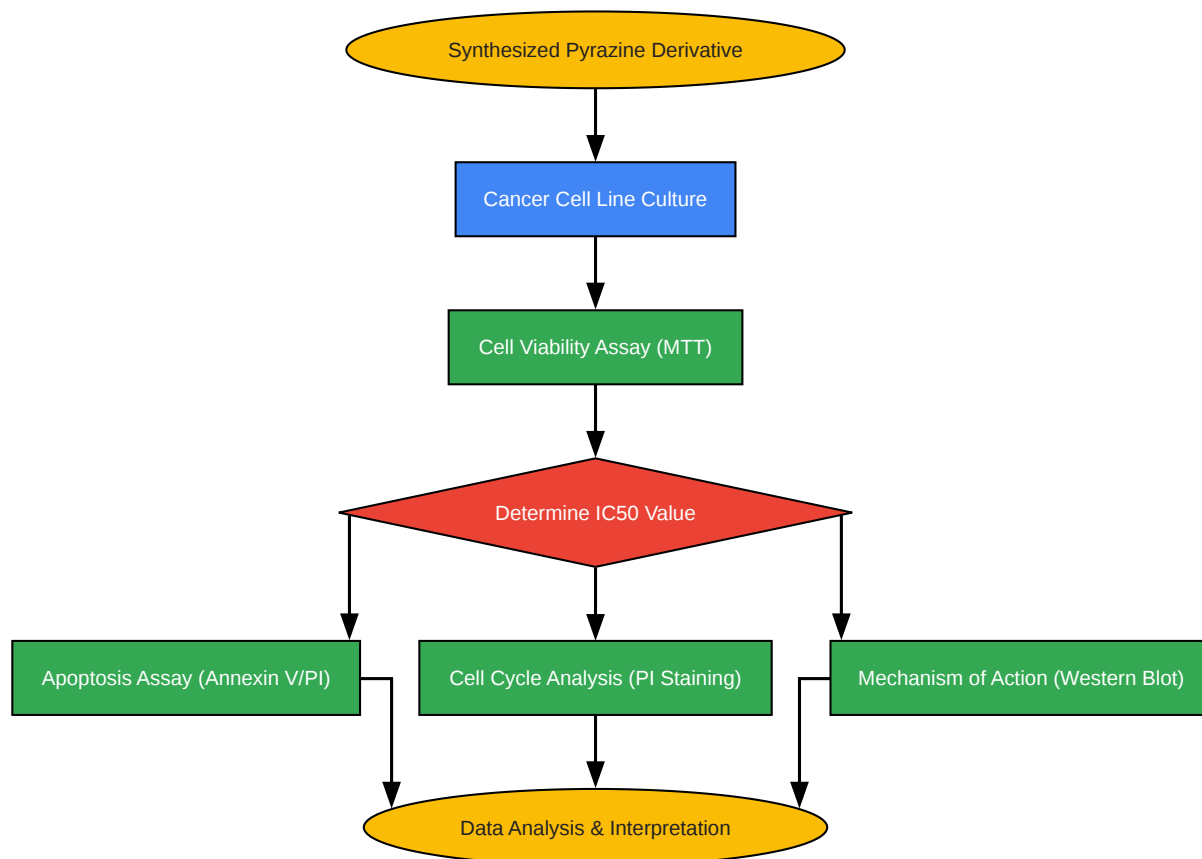 Synthesized Pyrazine Derivative
Cancer Cell Line Culture
Cell Viability Assay (MTT)
Determine IC50 Value
Apoptosis Assay (Annexin V/PI)
Cell Cycle Analysis (PI Staining)
Mechanism of Action (Western Blot)
Data Analysis & Interpretation